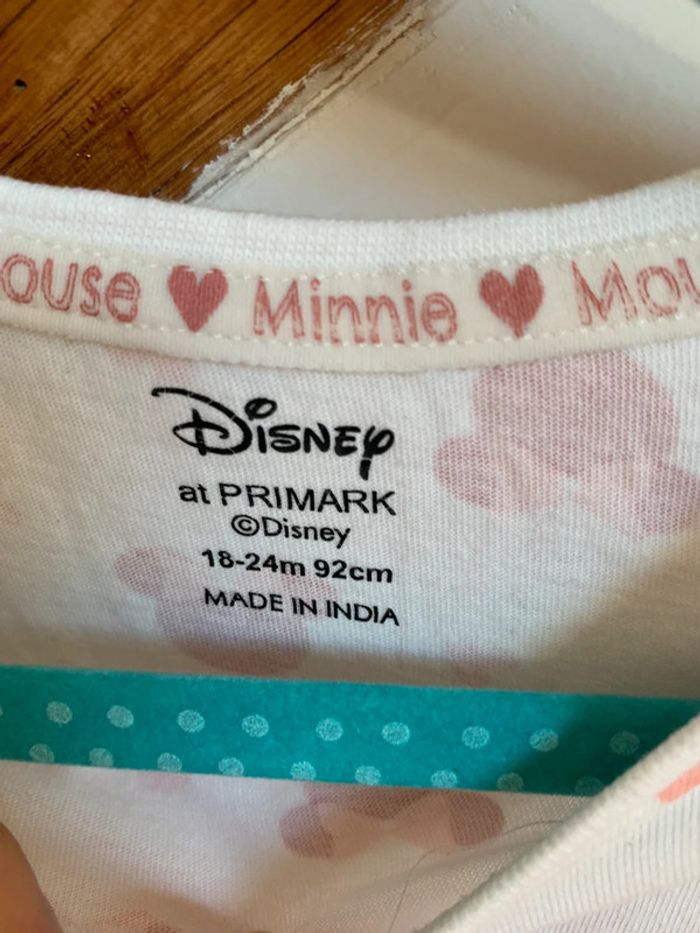 ouse ♥ Minnie ♥ Mou
Disney
at PRIMARK
©Disney
18-24m 92cm
MADE IN INDIA